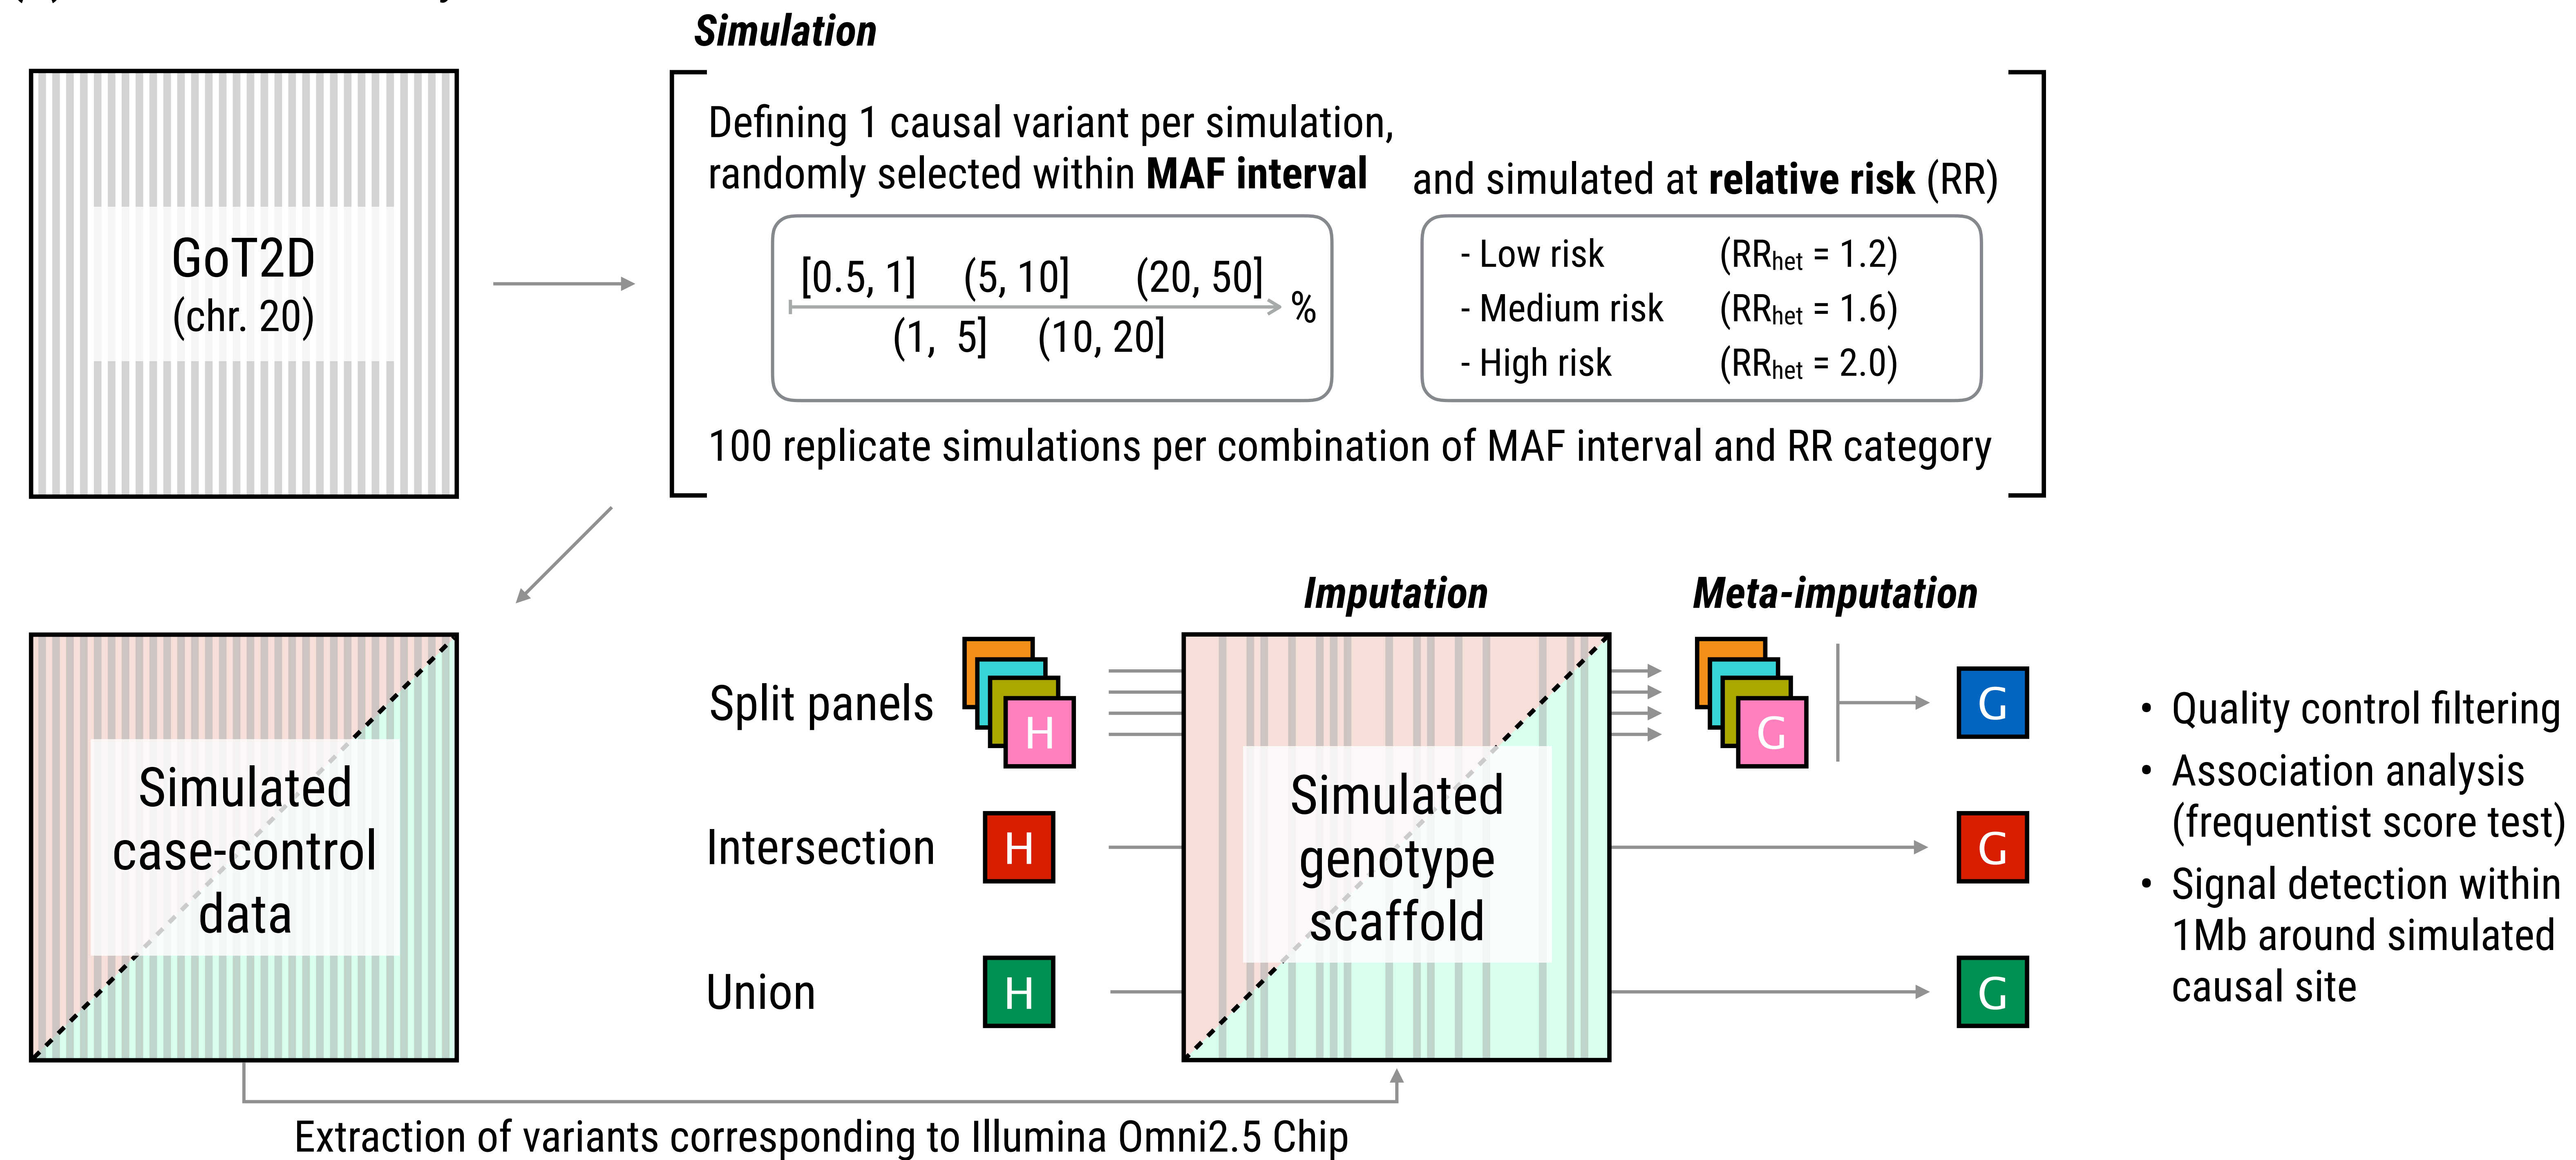 Simulation
GoT2D
(chr. 20)
Defining 1 causal variant per simulation,
randomly selected within MAF interval
and simulated at relative risk (RR)
[0.5, 1] (5, 10] (20, 50]
%
(1, 5] (10, 20]
- Low risk (RRhet = 1.2)
- Medium risk (RRhet = 1.6)
- High risk (RRhet = 2.0)
100 replicate simulations per combination of MAF interval and RR category
Simulated
case-control
data
Imputation
Meta-imputation
Split panels
H
G
G
Intersection
H
G
Union
H
G
Simulated
genotype
scaffold
• Quality control filtering
• Association analysis
(frequentist score test)
• Signal detection within
1Mb around simulated
causal site
Extraction of variants corresponding to Illumina Omni2.5 Chip